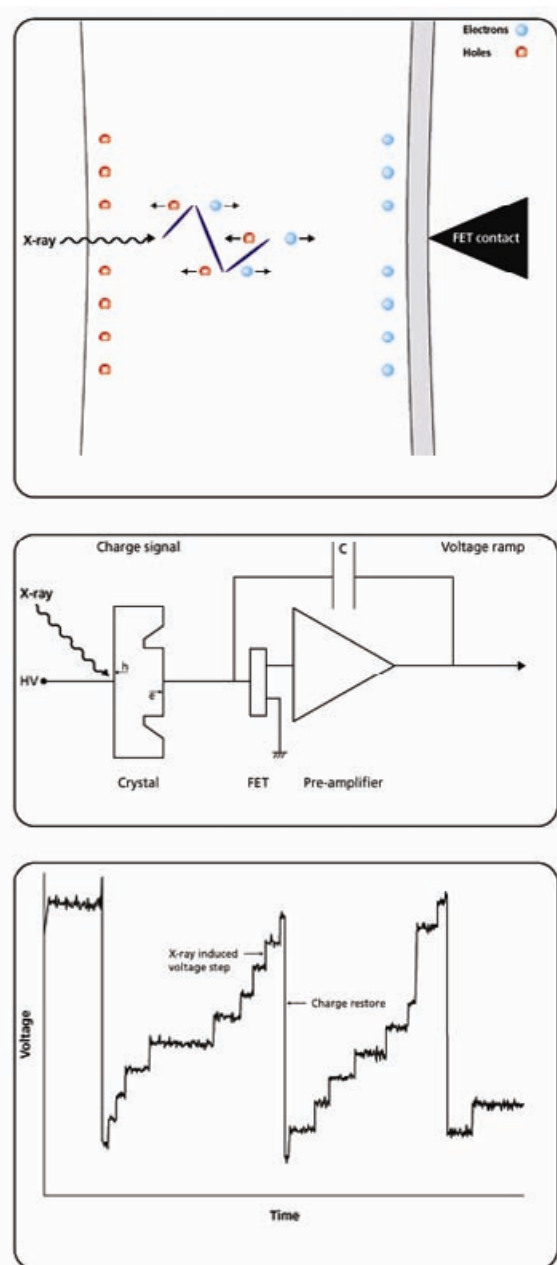 Electrons
Holes
X-ray
FET contact
Charge signal
C
Voltage ramp
X-ray
HV
h
e
Crystal
FET
Pre-amplifier
X-ray induced
voltage step
Charge restore
Voltage
Time